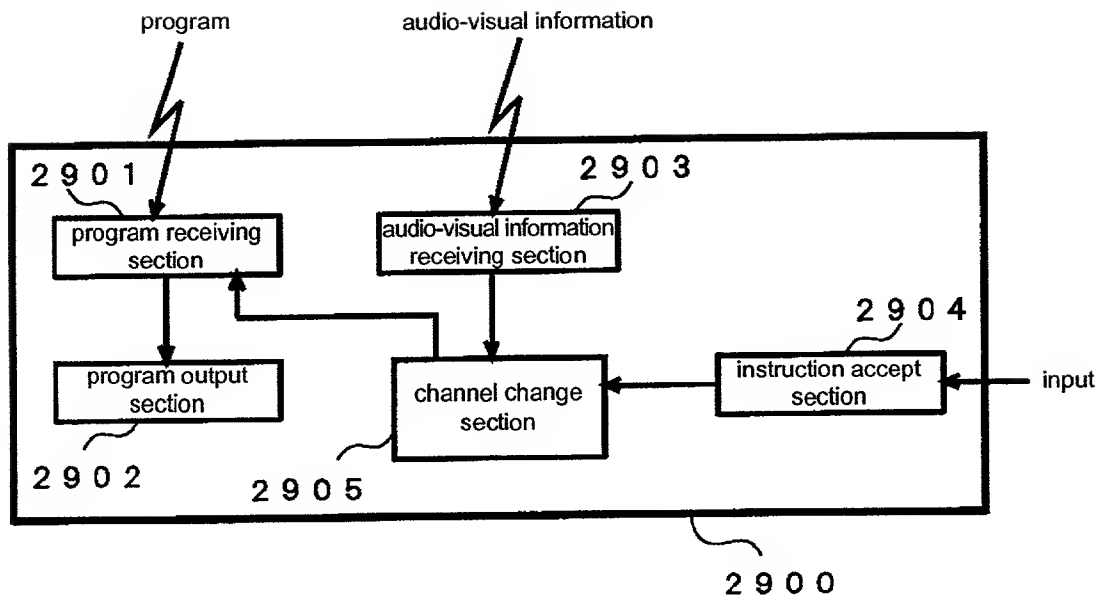 program
audio-visual information
2901
2903
program receiving
section
audio-visual information
receiving section
2904
program output
section
channel change
section
instruction accept
section
input
2902
2905
2900